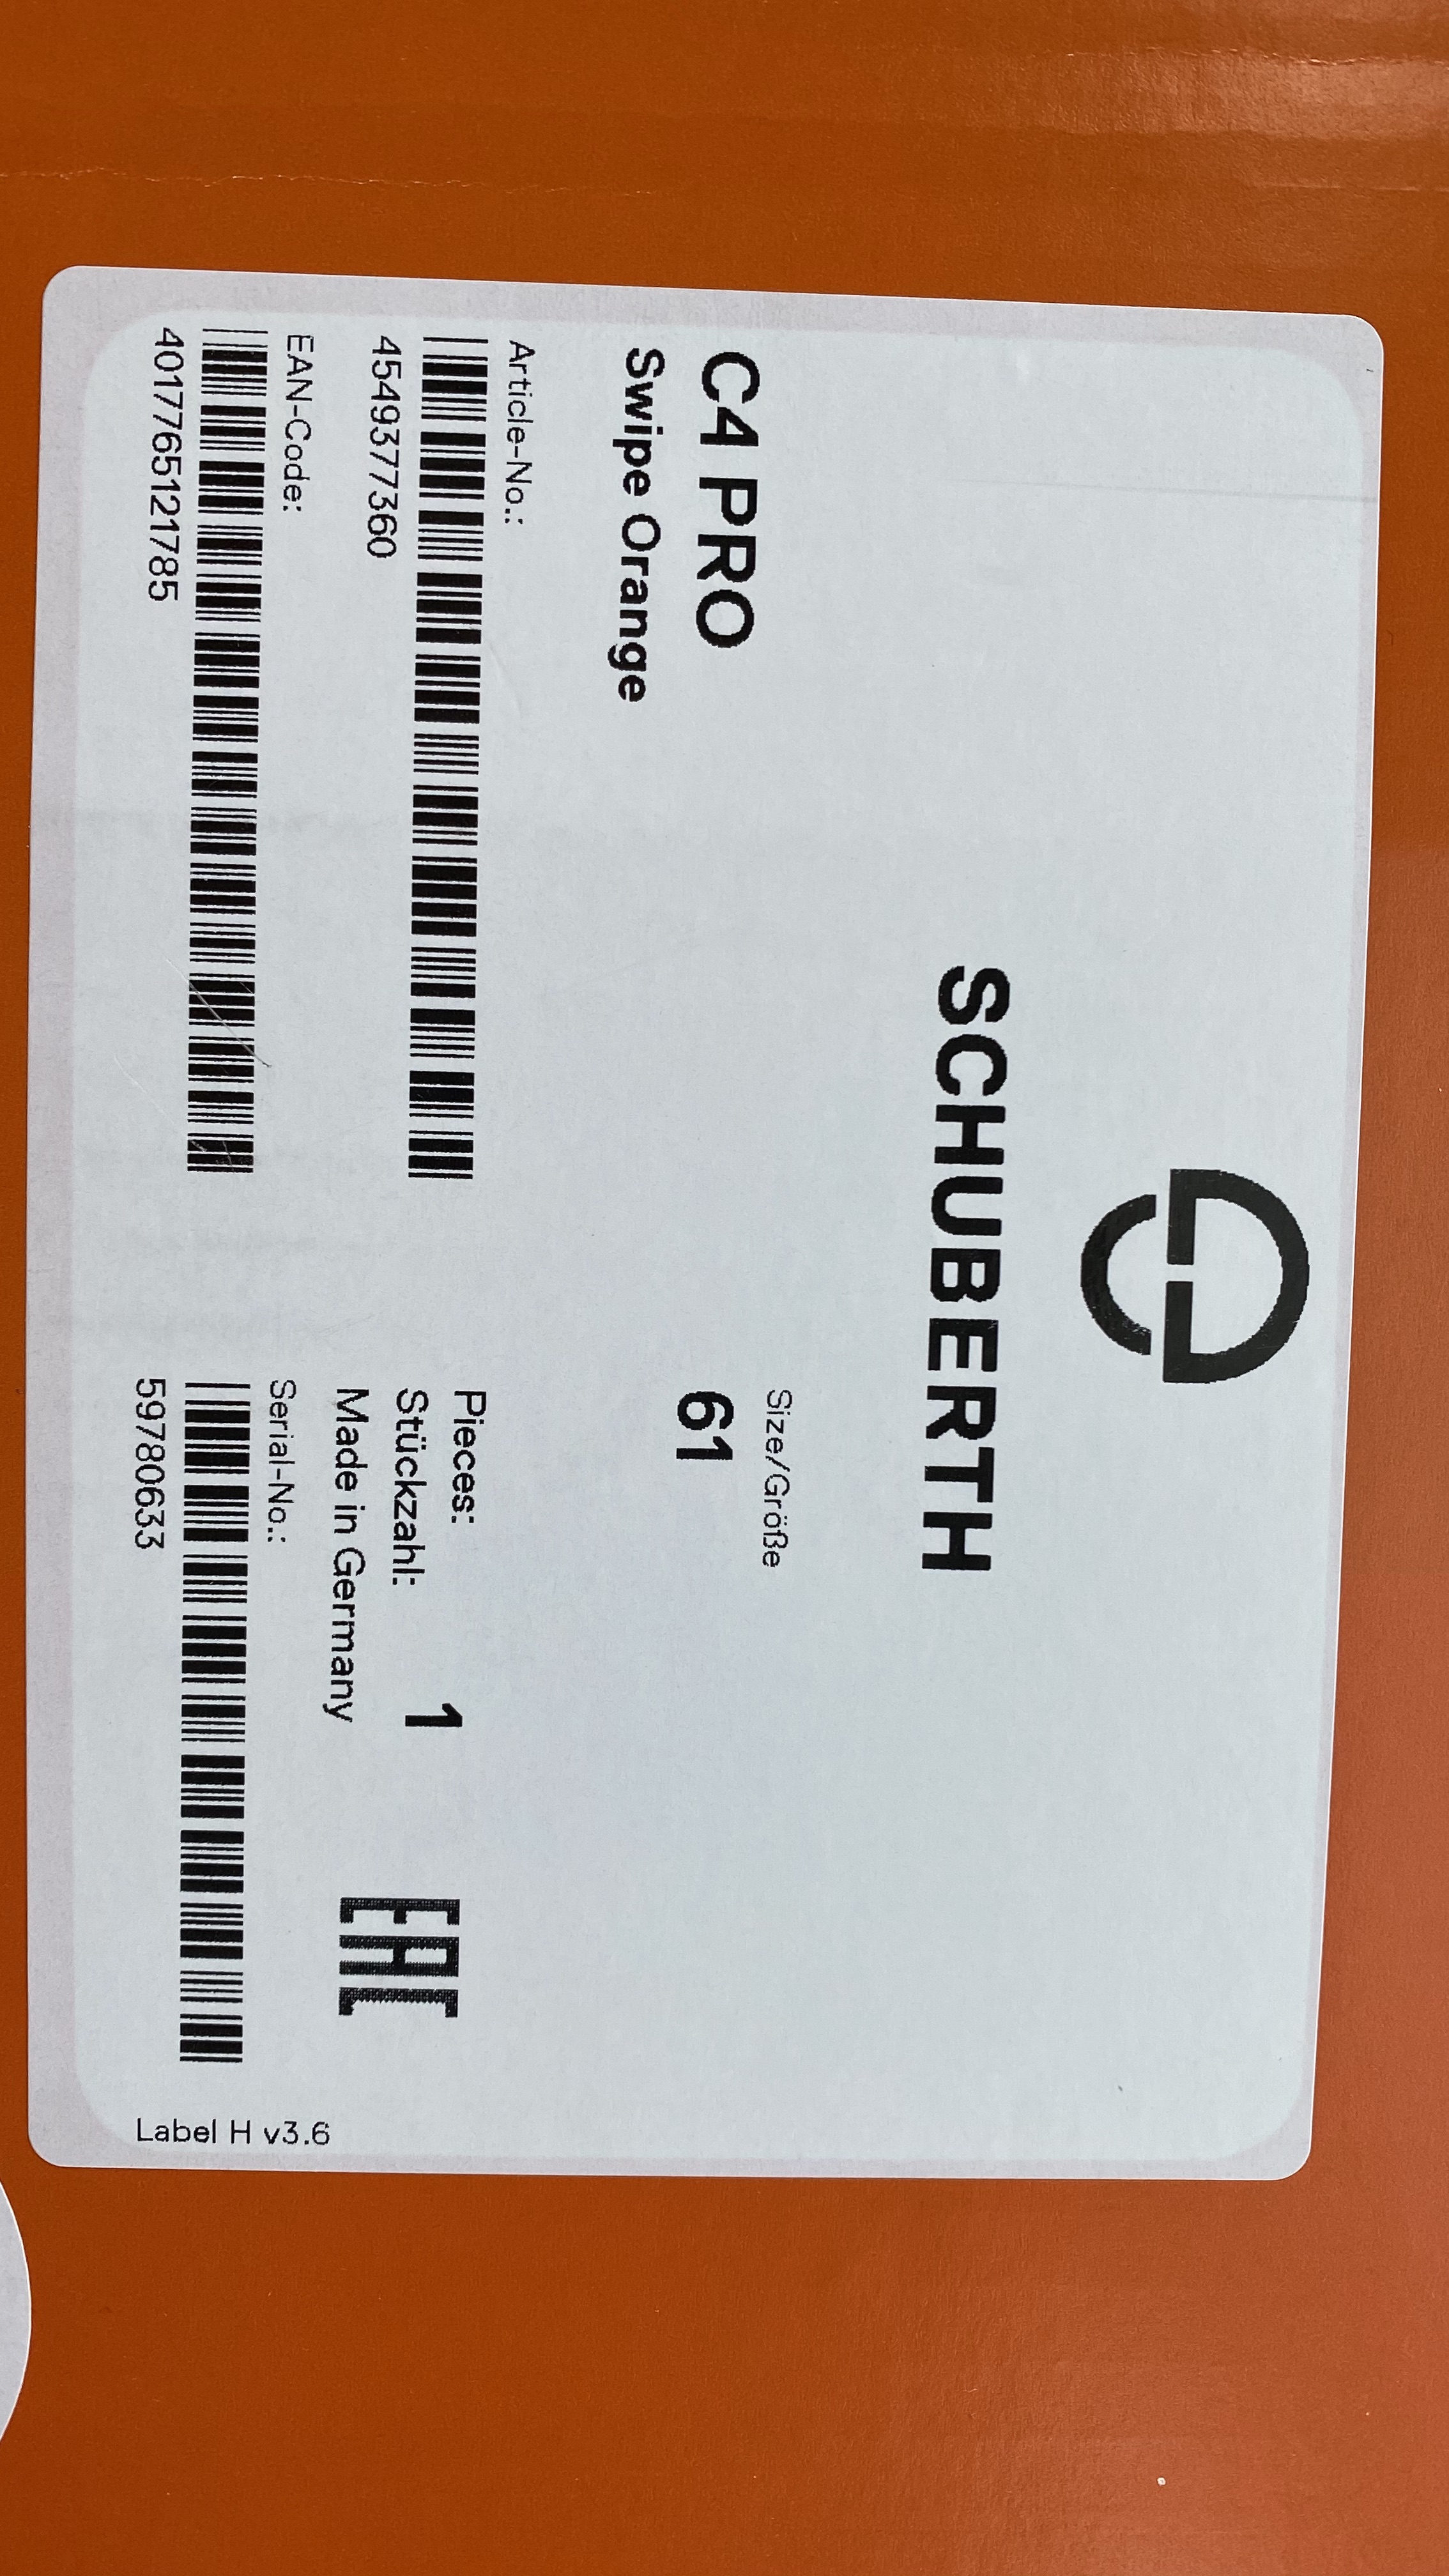 SCHUBERTH
C4 PRO
Swipe Orange
Size/Größe
61
Article-No.:
4549377360
EAN-Code:
4017765121785
Pieces:
Stückzahl:
1
Made in Germany
EAC
Serial-No.:
59780633
Label H v3.6